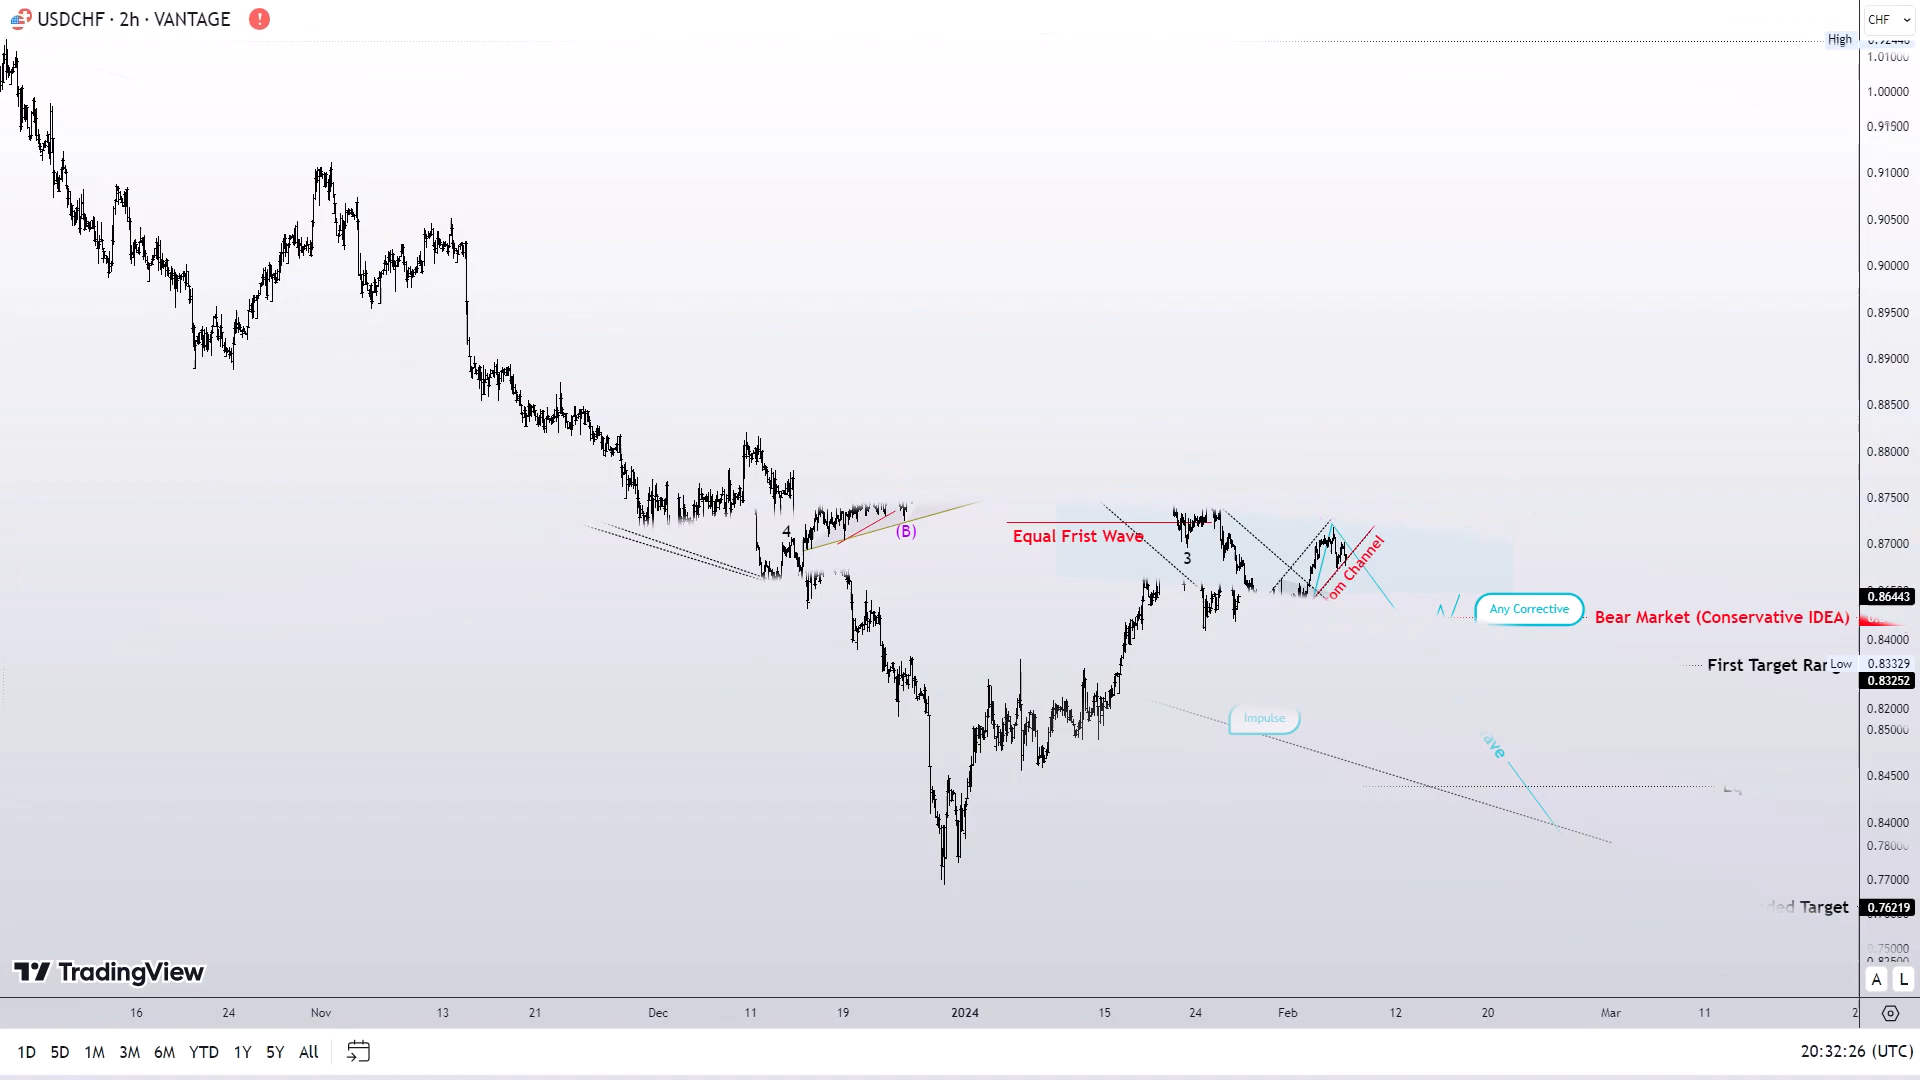 USDCHF · 2h · VANTAGE
CHF
High
1.01000
1.00000
0.91500
0.91000
0.90500
0.90000
0.89500
0.89000
0.88500
0.88000
0.87500
0.87000
4
(B)
Equal Frist Wave
3
om Channel
0.86443
Any Corrective
Bear Market (Conservative IDEA)
0.84000
First Target Rar
Low
0.83329
0.83252
0.82000
Impulse
0.85000
ave
0.84500
0.84000
0.78000
0.77000
ded Target
0.76219
0.75000
TradingView
A
L
16
24
Nov
13
21
Dec
11
19
2024
15
24
Feb
12
20
Mar
11
2
1D
5D
1M
3M
6M
YTD
1Y
5Y
All
20:32:26 (UTC)